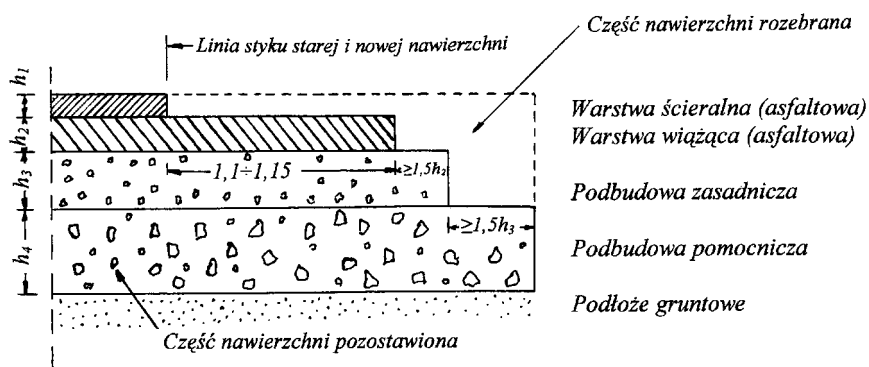 Linia styku starej i nowej nawierzchni
Część nawierzchni rozebrana
h1
h2
h3
h4
Warstwa ścieralna (asfaltowa)
Warstwa wiążąca (asfaltowa)
1,1÷1,15
≥1,5h2
Podbudowa zasadnicza
≥1,5h3
Podbudowa pomocnicza
Podłoże gruntowe
Część nawierzchni pozostawiona